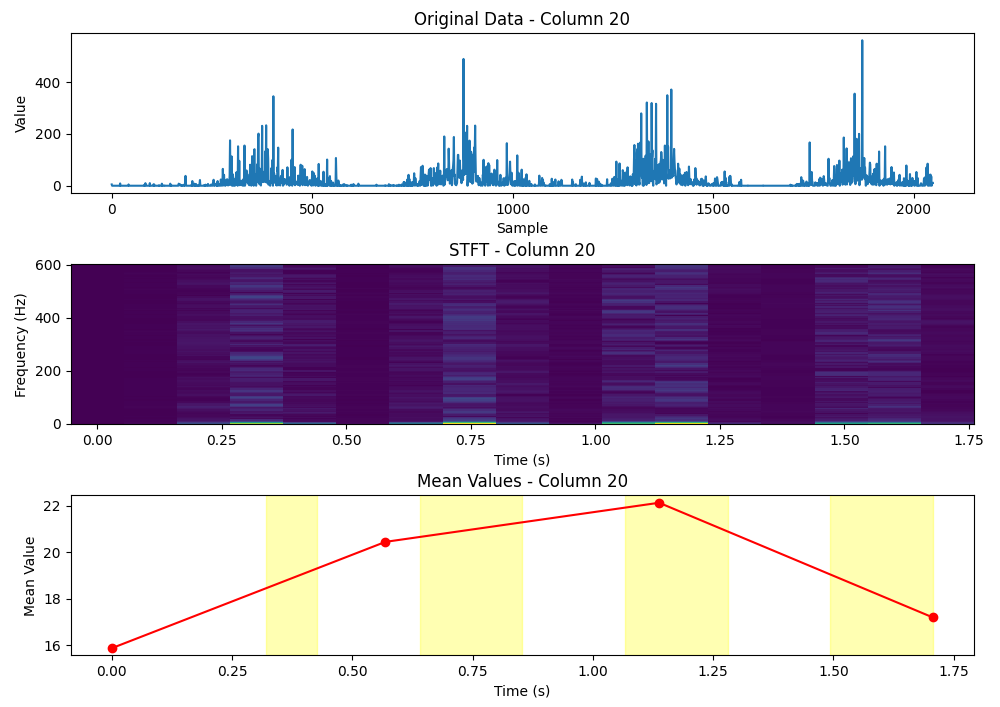 Original Data - Column 20
Value
400
200
0
0 500 1000 1500 2000
Sample
STFT - Column 20
Frequency (Hz)
600
400
200
0
0.00 0.25 0.50 0.75 1.00 1.25 1.50 1.75
Time (s)
Mean Values - Column 20
Mean Value
22
20
18
16
0.00 0.25 0.50 0.75 1.00 1.25 1.50 1.75
Time (s)